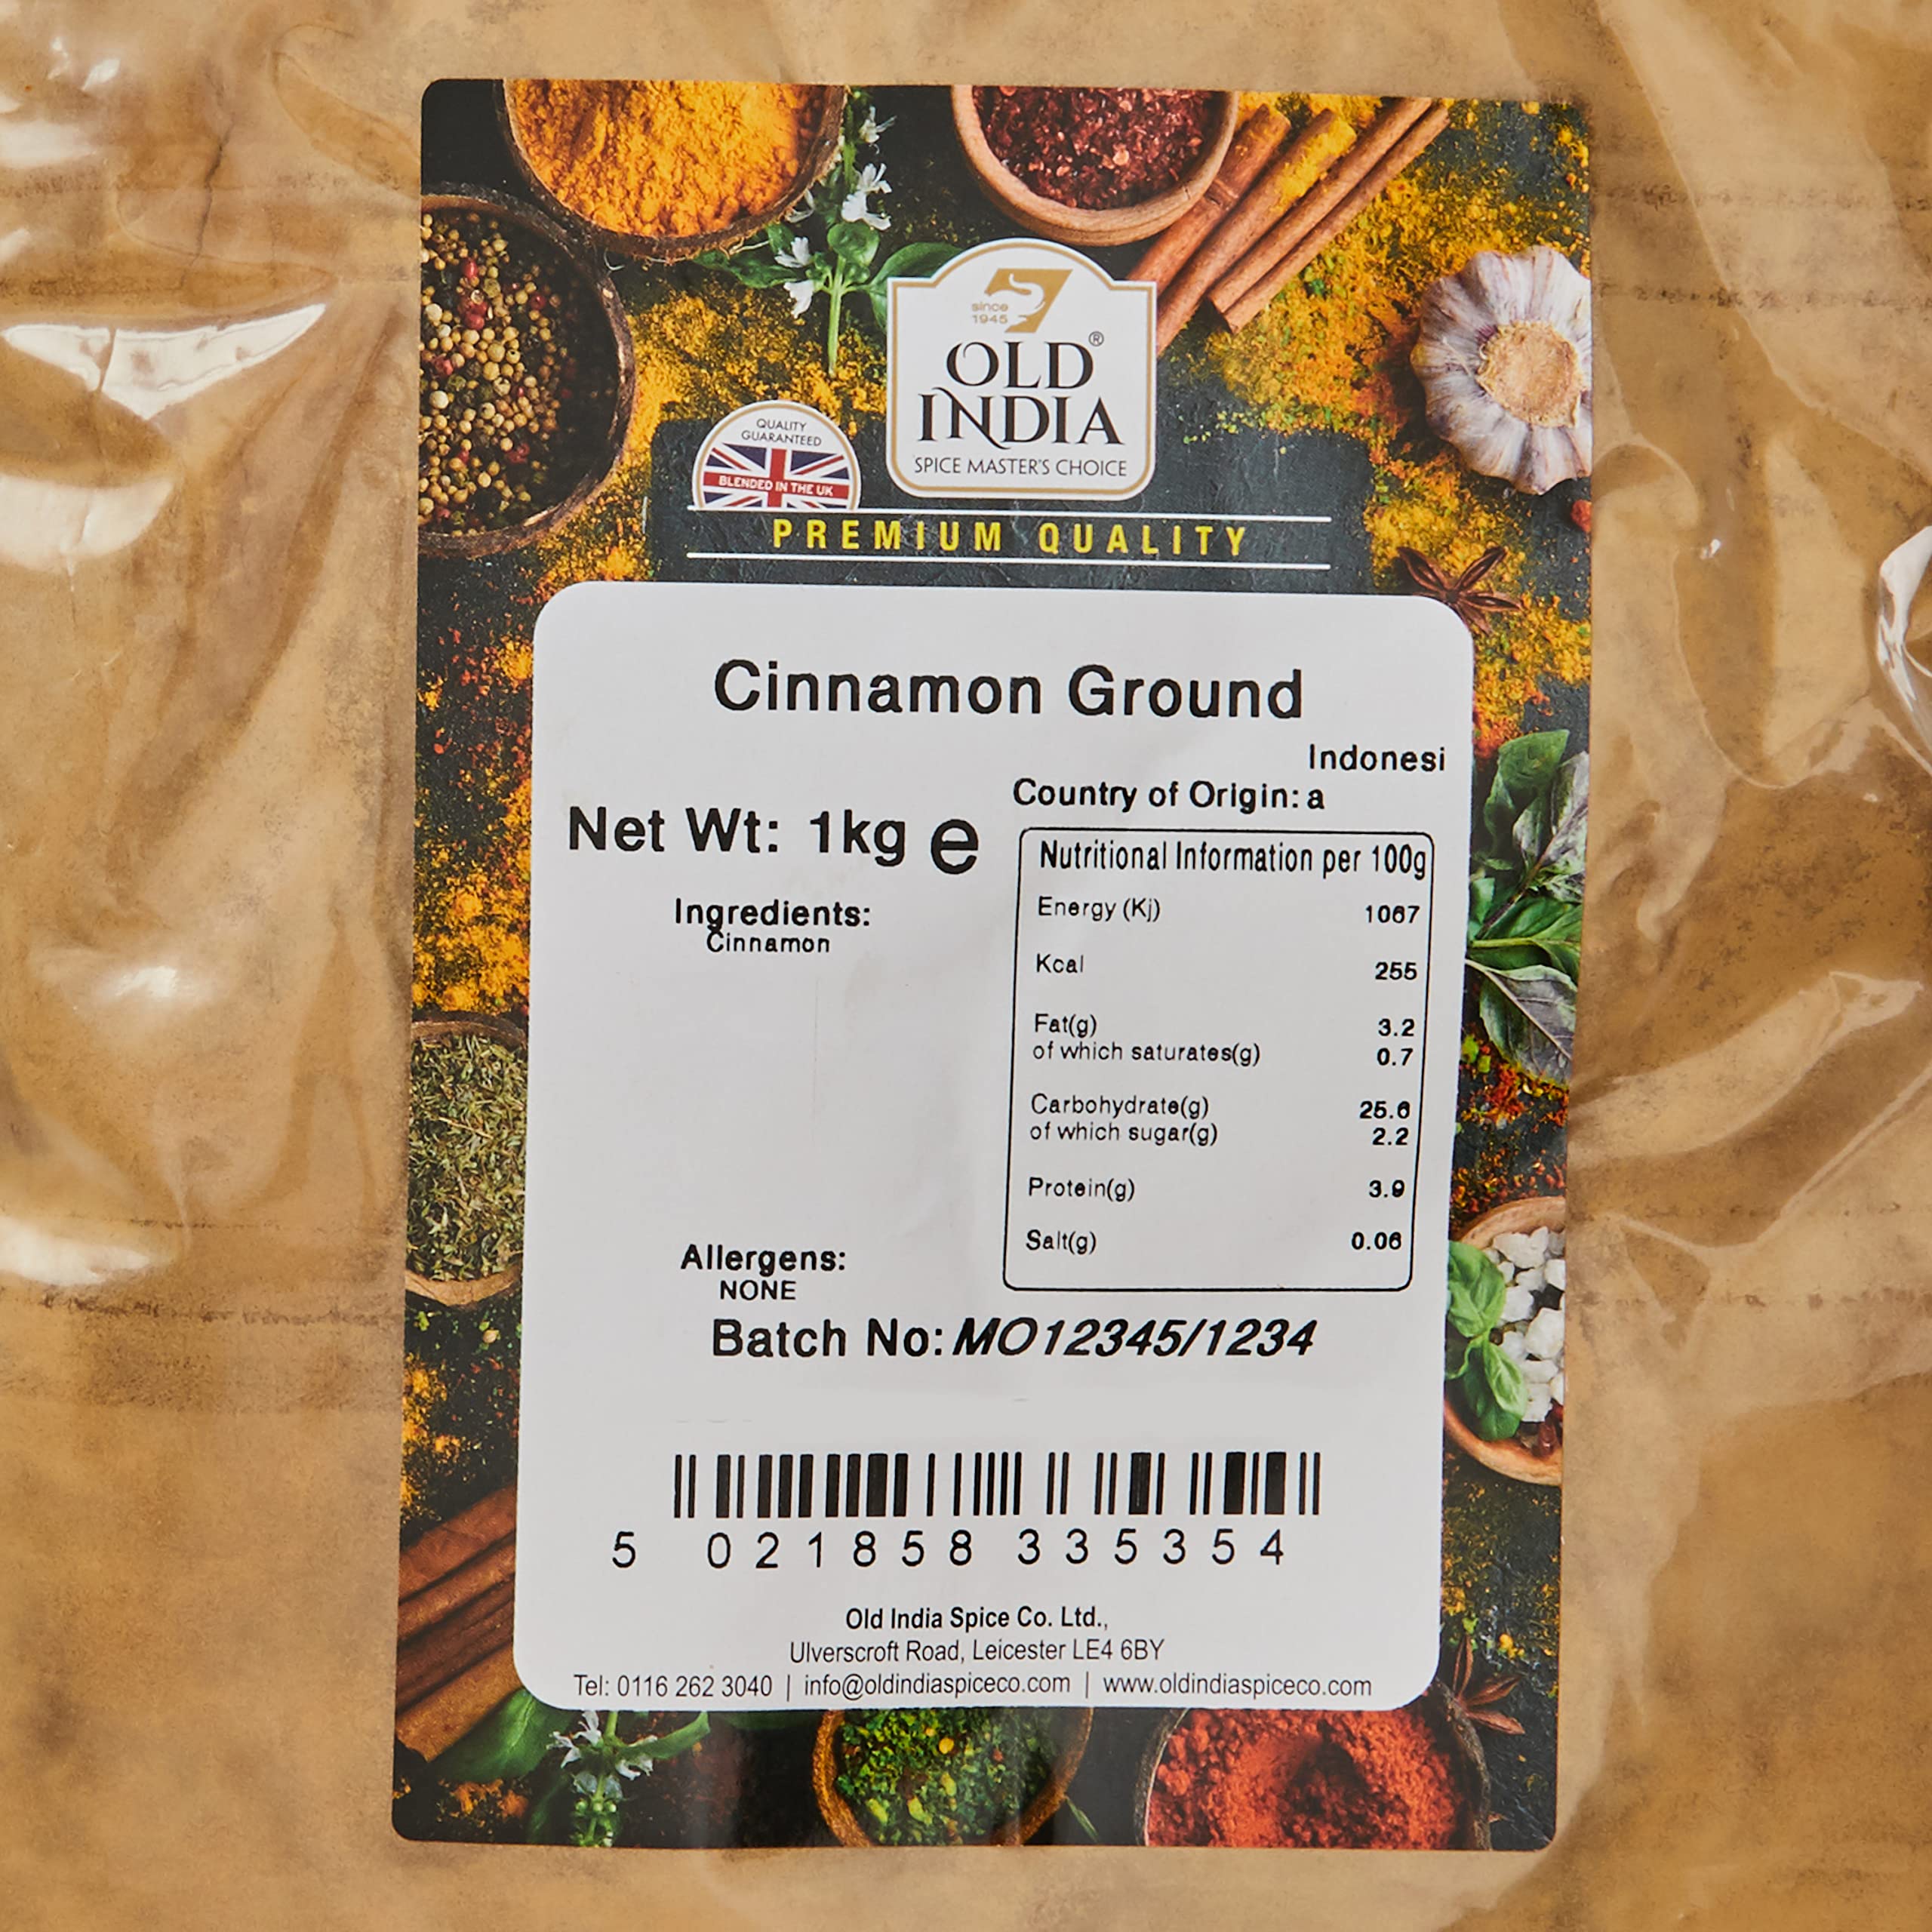 since
1945
OLD®
INDIA
SPICE MASTER'S CHOICE
QUALITY
GUARANTEED
BLENDED IN THE UK
PREMIUM QUALITY
Cinnamon Ground
Indonesi
Country of Origin: a
Net Wt: 1kg e
Ingredients:
Cinnamon
Nutritional Information per 100g
Energy (Kj) 1067
Kcal 255
Fat(g) 3.2
of which saturates(g) 0.7
Carbohydrate(g) 25.6
of which sugar(g) 2.2
Protein(g) 3.9
Salt(g) 0.06
Allergens:
NONE
Batch No: MO12345/1234
5 021858 335354
Old India Spice Co. Ltd.,
Ulverscroft Road, Leicester LE4 6BY
Tel: 0116 262 3040 | info@oldindiaspiceco.com | www.oldindiaspiceco.com